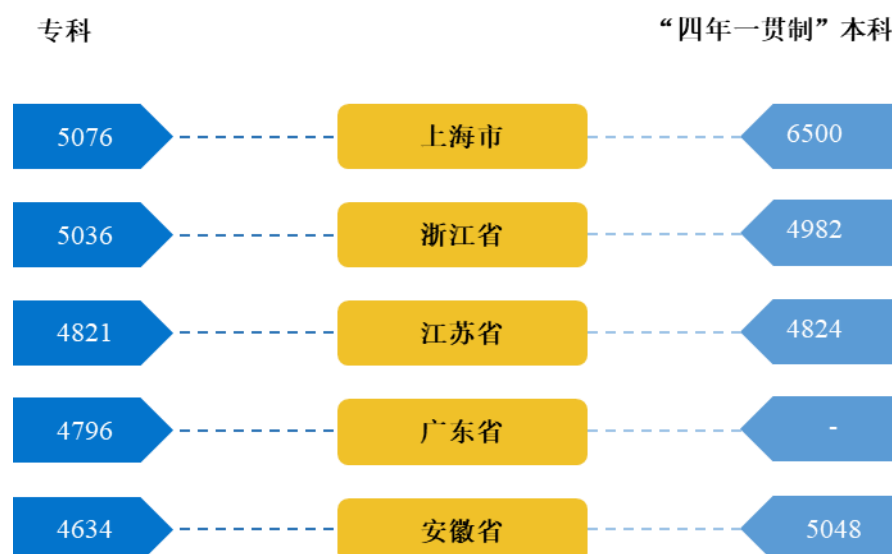 专科 “四年一贯制”本科
5076 上海市 6500
5036 浙江省 4982
4821 江苏省 4824
4796 广东省 -
4634 安徽省 5048